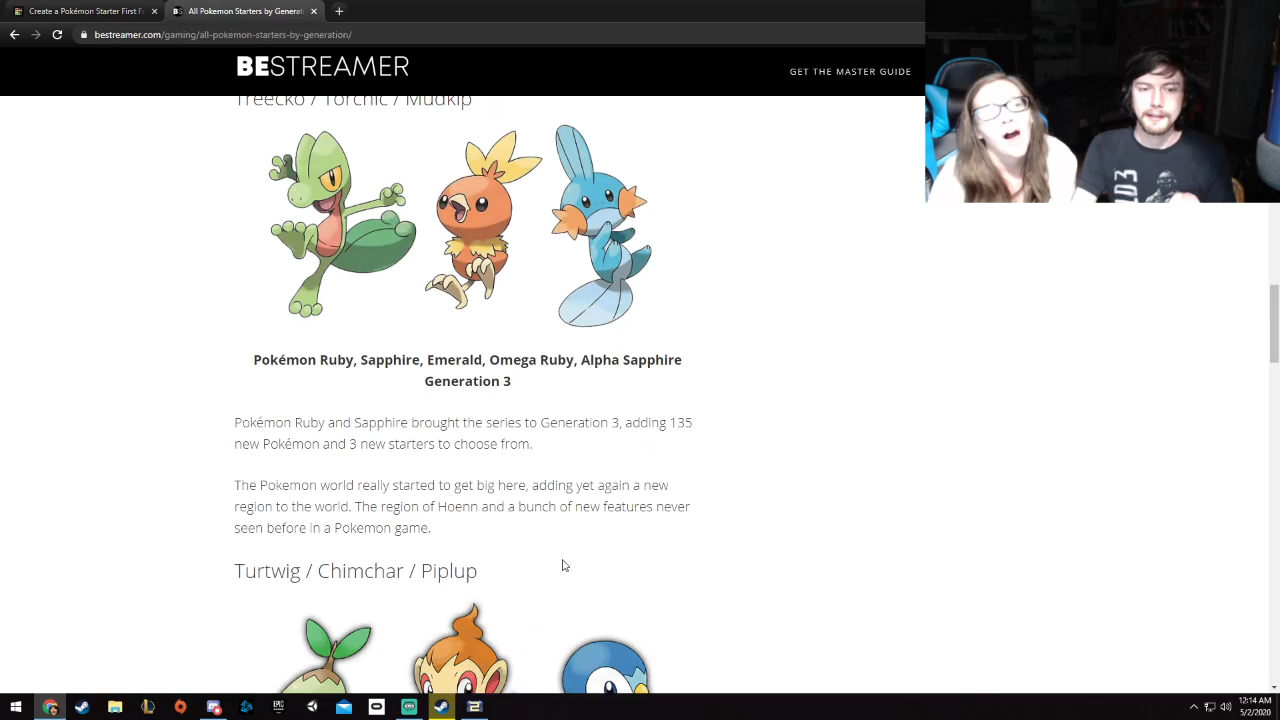 Create a Pokémon Starter First F
All Pokemon Starter Generati
bestreamer.com/gaming/all-pokemon-starters-by-generation/
BESTREAMER
GET THE MASTER GUIDE
Treecko / Torchic / Mudkip
Pokémon Ruby, Sapphire, Emerald, Omega Ruby, Alpha Sapphire
Generation 3
Pokémon Ruby and Sapphire brought the series to Generation 3, adding 135
new Pokémon and 3 new starters to choose from.
The Pokemon world really started to get big here, adding yet again a new
region to the world. The region of Hoenn and a bunch of new features never
seen before in a Pokemon game.
Turtwig / Chimchar / Piplup
EPIC
12:14 AM
5/2/2020